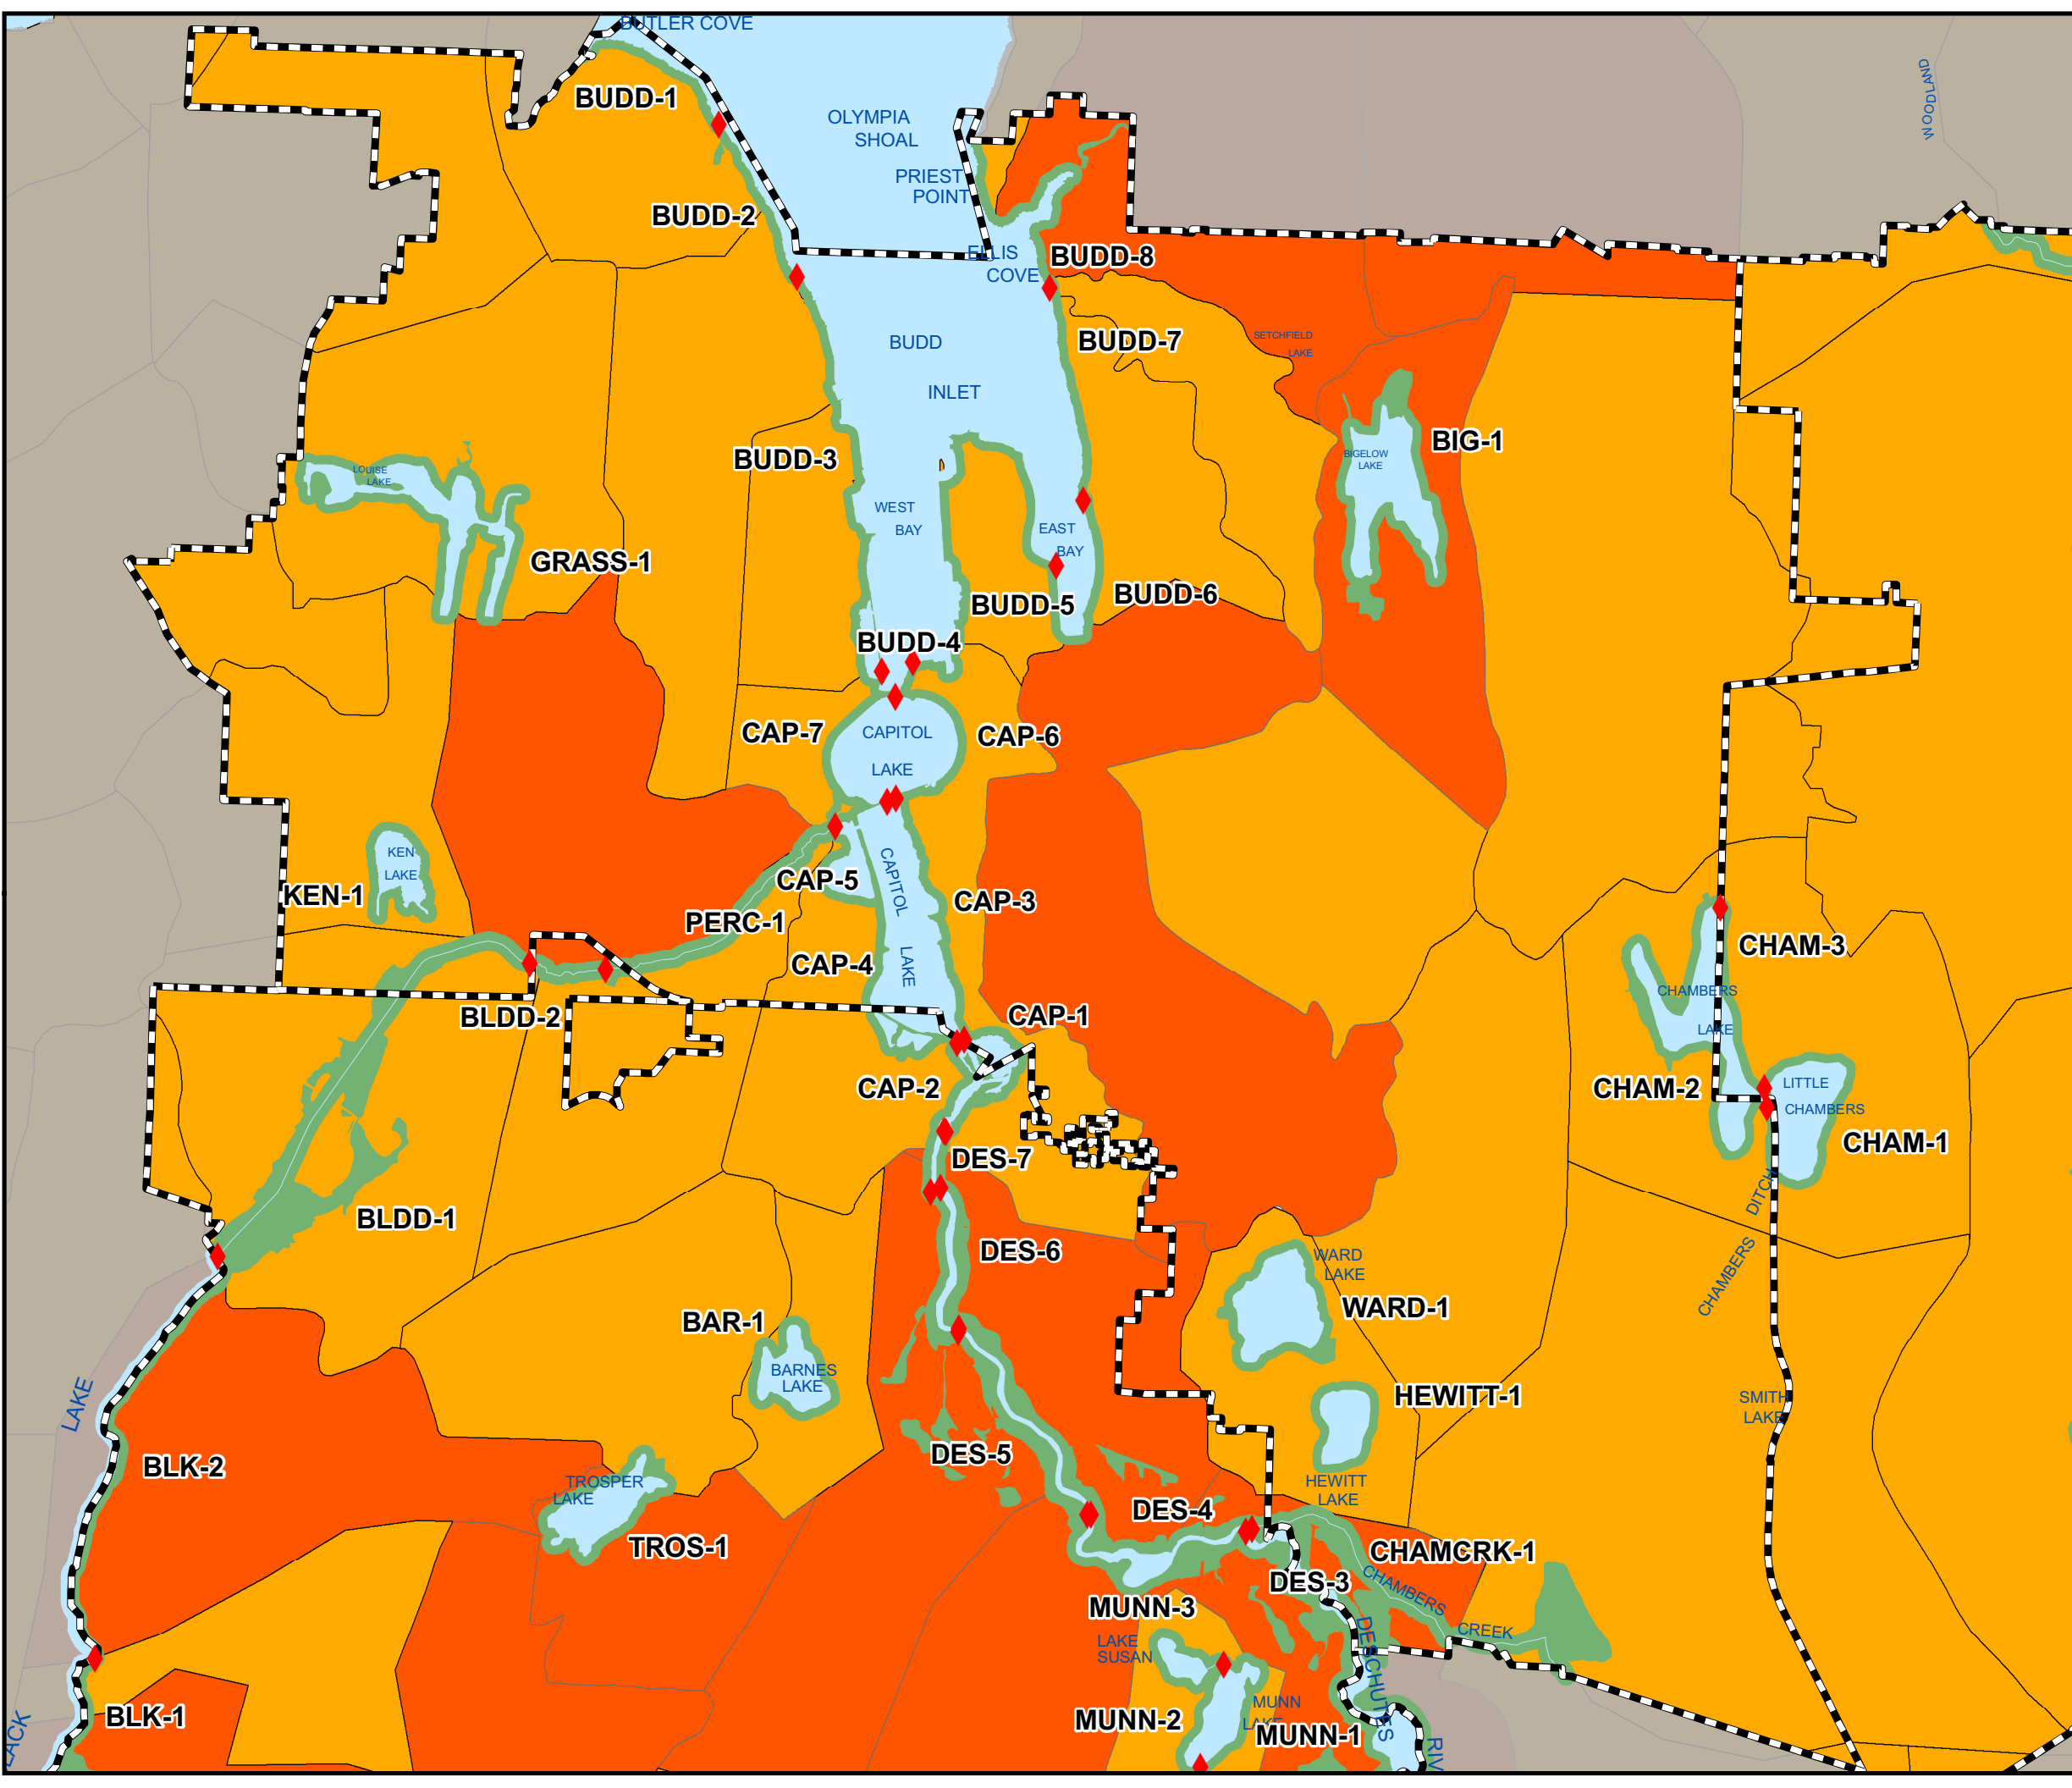 BUTLER COVE
WOODLAND
BUDD-1
OLYMPIA
SHOAL
PRIEST
POINT
BUDD-2
ELLIS
COVE
BUDD-8
BUDD
INLET
BUDD-7
SETCHFIELD
LAKE
BIG-1
BIGELOW
LAKE
BUDD-3
LOUISE
LAKE
WEST
BAY
EAST
BAY
GRASS-1
BUDD-5
BUDD-6
BUDD-4
CAP-7
CAPITOL
LAKE
CAP-6
KEN
LAKE
KEN-1
CAP-5
CAPITOL
LAKE
CAP-3
PERC-1
CAP-4
CHAM-3
CHAMBERS
LAKE
BLDD-2
CAP-1
CAP-2
CHAM-2
LITTLE
CHAMBERS
CHAM-1
DES-7
DITCH
CHAMBERS
BLDD-1
DES-6
WARD
LAKE
WARD-1
BAR-1
BARNES
LAKE
HEWITT-1
SMITH
LAKE
LAKE
BLK-2
DES-5
TROSPER
LAKE
HEWITT
LAKE
DES-4
TROS-1
CHAMCRK-1
DES-3
CHAMBERS
CREEK
MUNN-3
LAKE
SUSAN
DESCHUTES
RIV
BLK-1
MUNN-2
MUNN
LAKE
MUNN-1
LACK